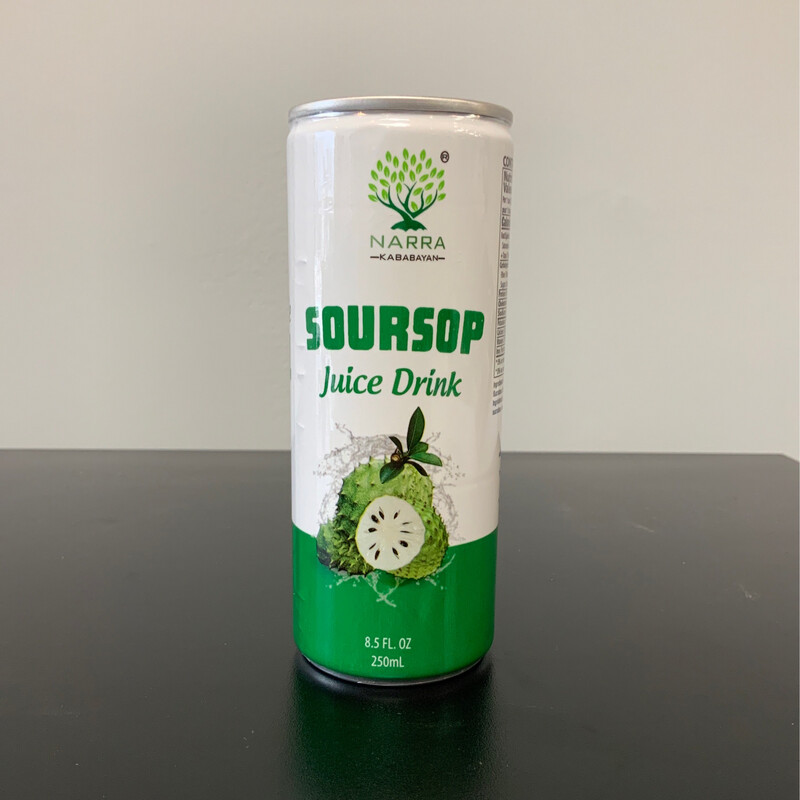 ®
NARRA
KABABAYAN
SOURSOP
Juice Drink
8.5 FL. OZ
250mL